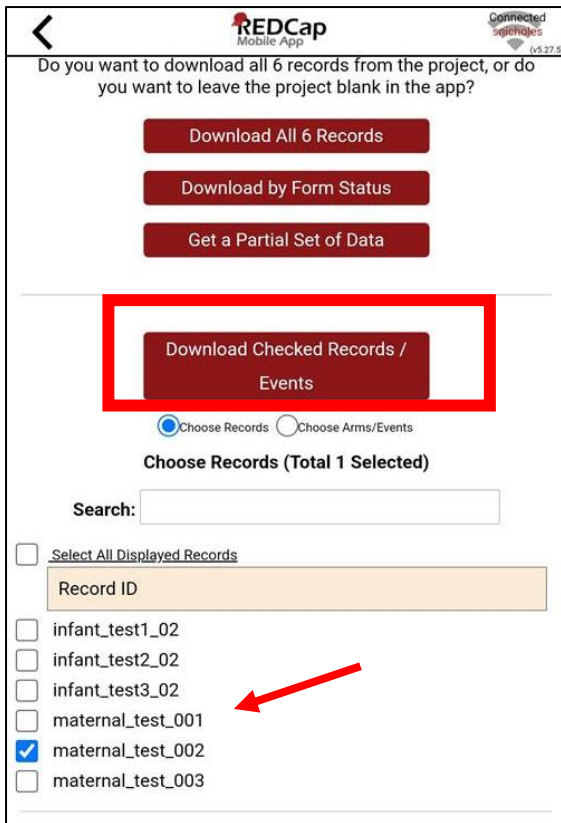 Connected
REDCap
snicholes
Mobile App
(v5.27.5
Do you want to download all 6 records from the project, or do
you want to leave the project blank in the app?
Download All 6 Records
Download by Form Status
Get a Partial Set of Data
Download Checked Records /
Events
Choose Records Choose Arms/Events
Choose Records (Total 1 Selected)
Search:
Select All Displayed Records
Record ID
infant_test1_02
infant_test2_02
infant_test3_02
maternal_test_001
maternal_test_002
maternal_test_003